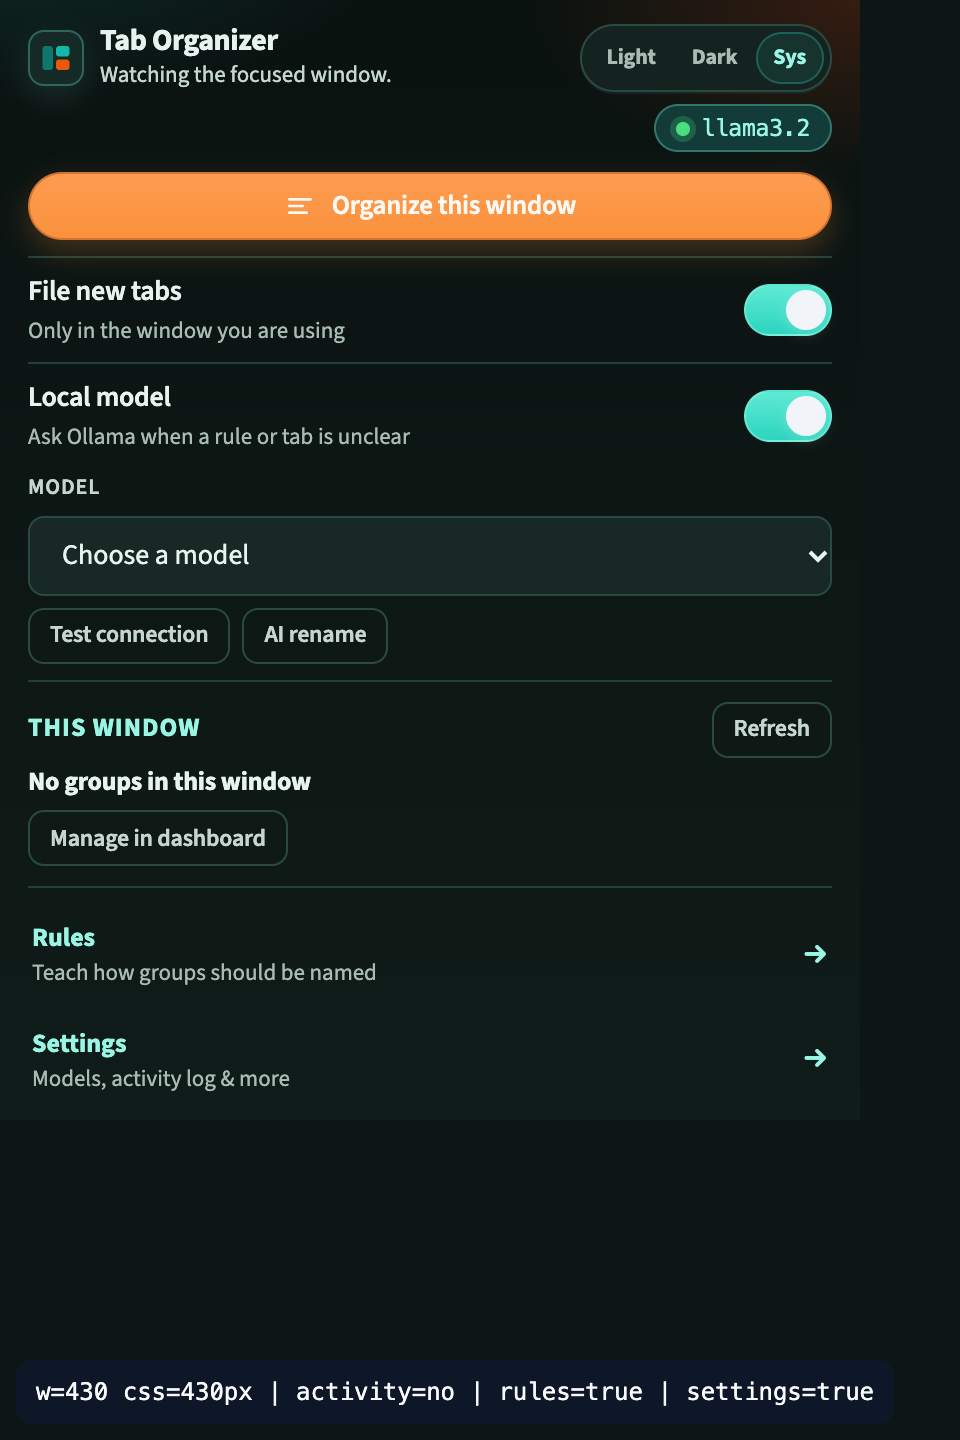 Tab Organizer
Watching the focused window.
Light Dark Sys
llama3.2
Organize this window
File new tabs
Only in the window you are using
Local model
Ask Ollama when a rule or tab is unclear
MODEL
Choose a model
Test connection AI rename
THIS WINDOW Refresh
No groups in this window
Manage in dashboard
Rules
Teach how groups should be named
Settings
Models, activity log & more
w=430 css=430px | activity=no | rules=true | settings=true